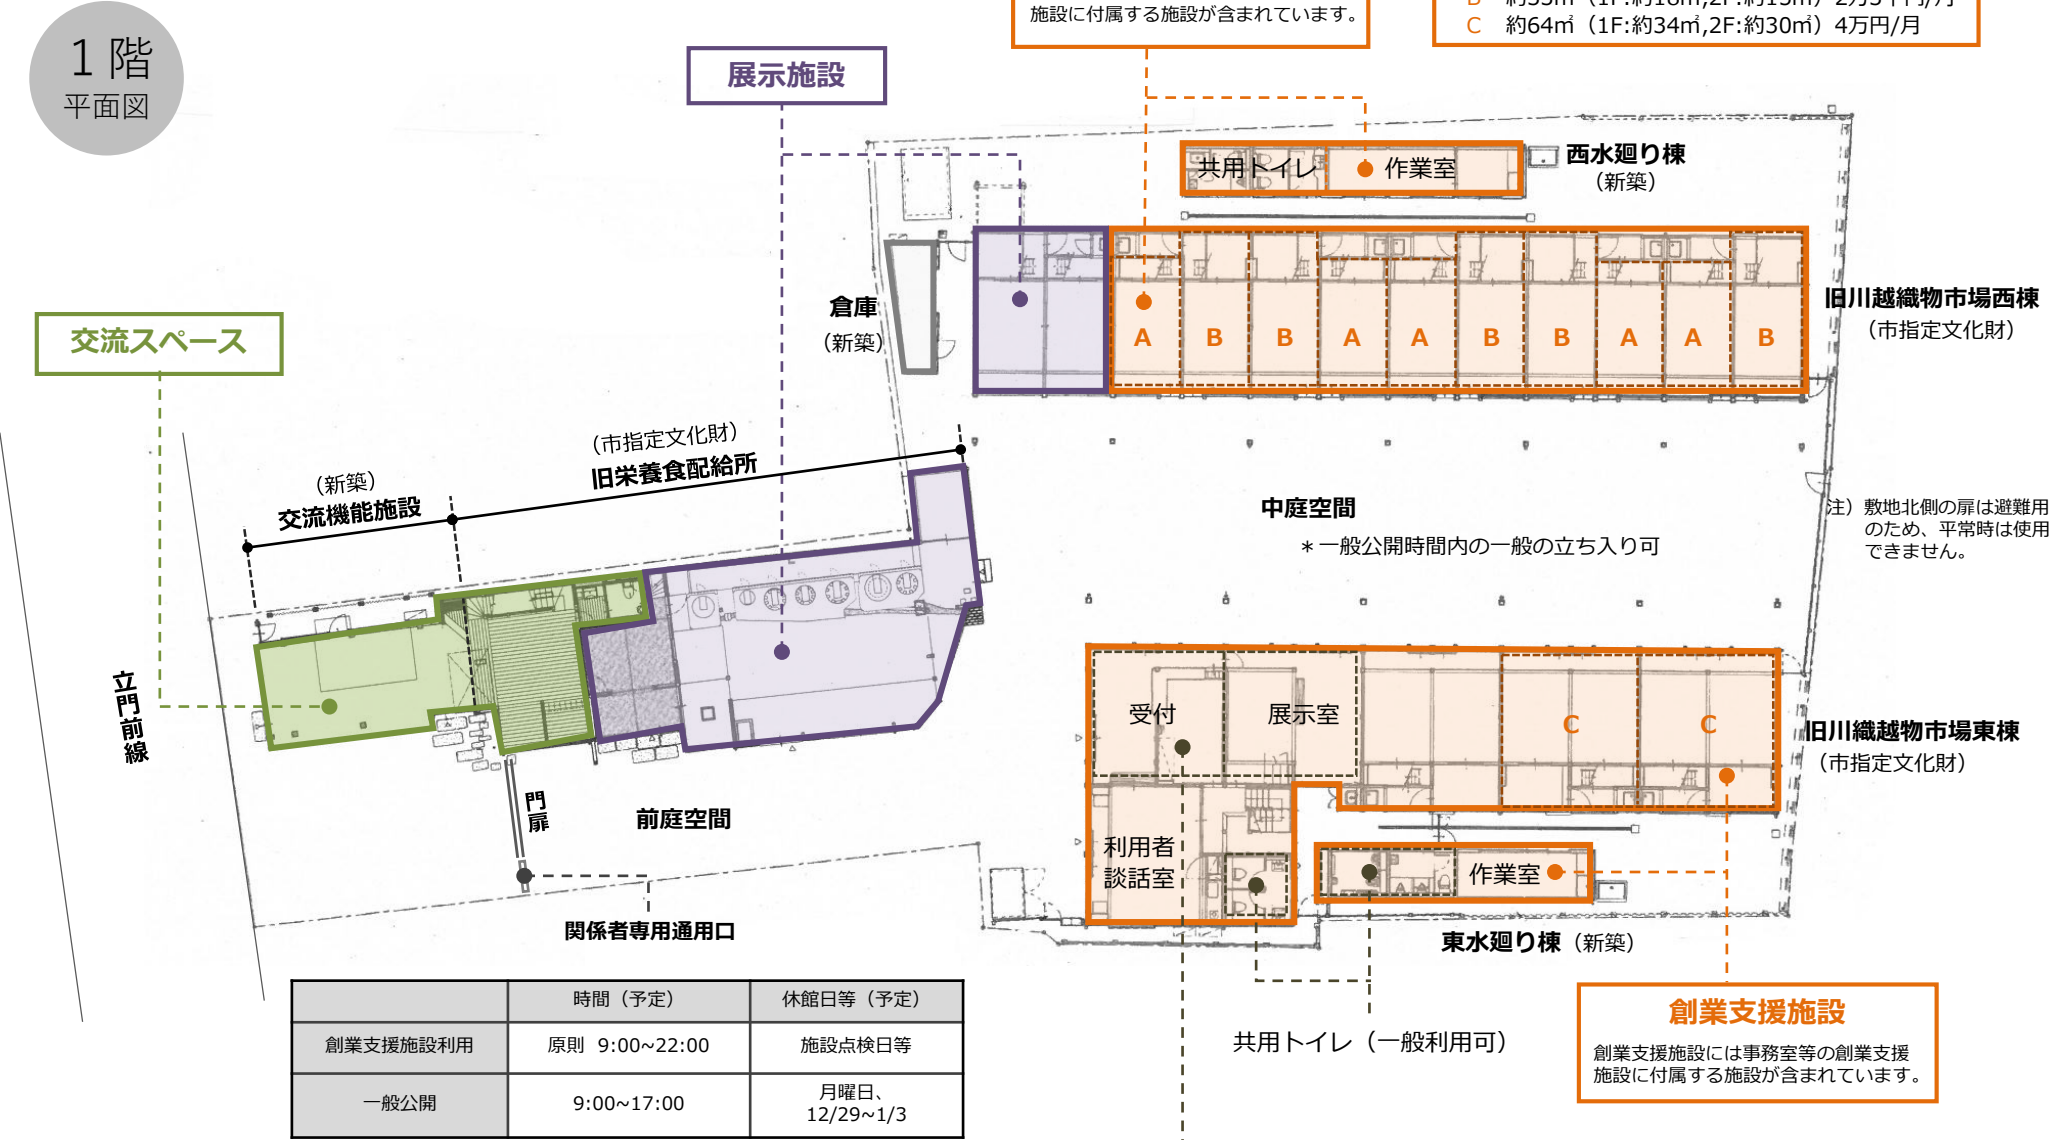 1階
平面図
施設に付属する施設が含まれています。
C 約64㎡（1F:約34㎡,2F:約30㎡）4万円/月
展示施設
共用トイレ
作業室
西水廻り棟
（新築）
倉庫
（新築）
A
B
B
A
A
B
B
A
A
B
旧川越織物市場西棟
（市指定文化財）
交流スペース
（市指定文化財）
旧栄養食配給所
（新築）
交流機能施設
中庭空間
＊一般公開時間内の一般の立ち入り可
注）敷地北側の扉は避難用
のため、平常時は使用
できません。
立門前線
門扉
前庭空間
関係者専用通用口
受付
展示室
C
C
旧川織越物市場東棟
（市指定文化財）
利用者
談話室
作業室
東水廻り棟（新築）
共用トイレ（一般利用可）
創業支援施設
創業支援施設には事務室等の創業支援
施設に付属する施設が含まれています。
時間（予定） 休館日等（予定）
創業支援施設利用 原則 9:00~22:00 施設点検日等
一般公開 9:00~17:00 月曜日、
12/29~1/3